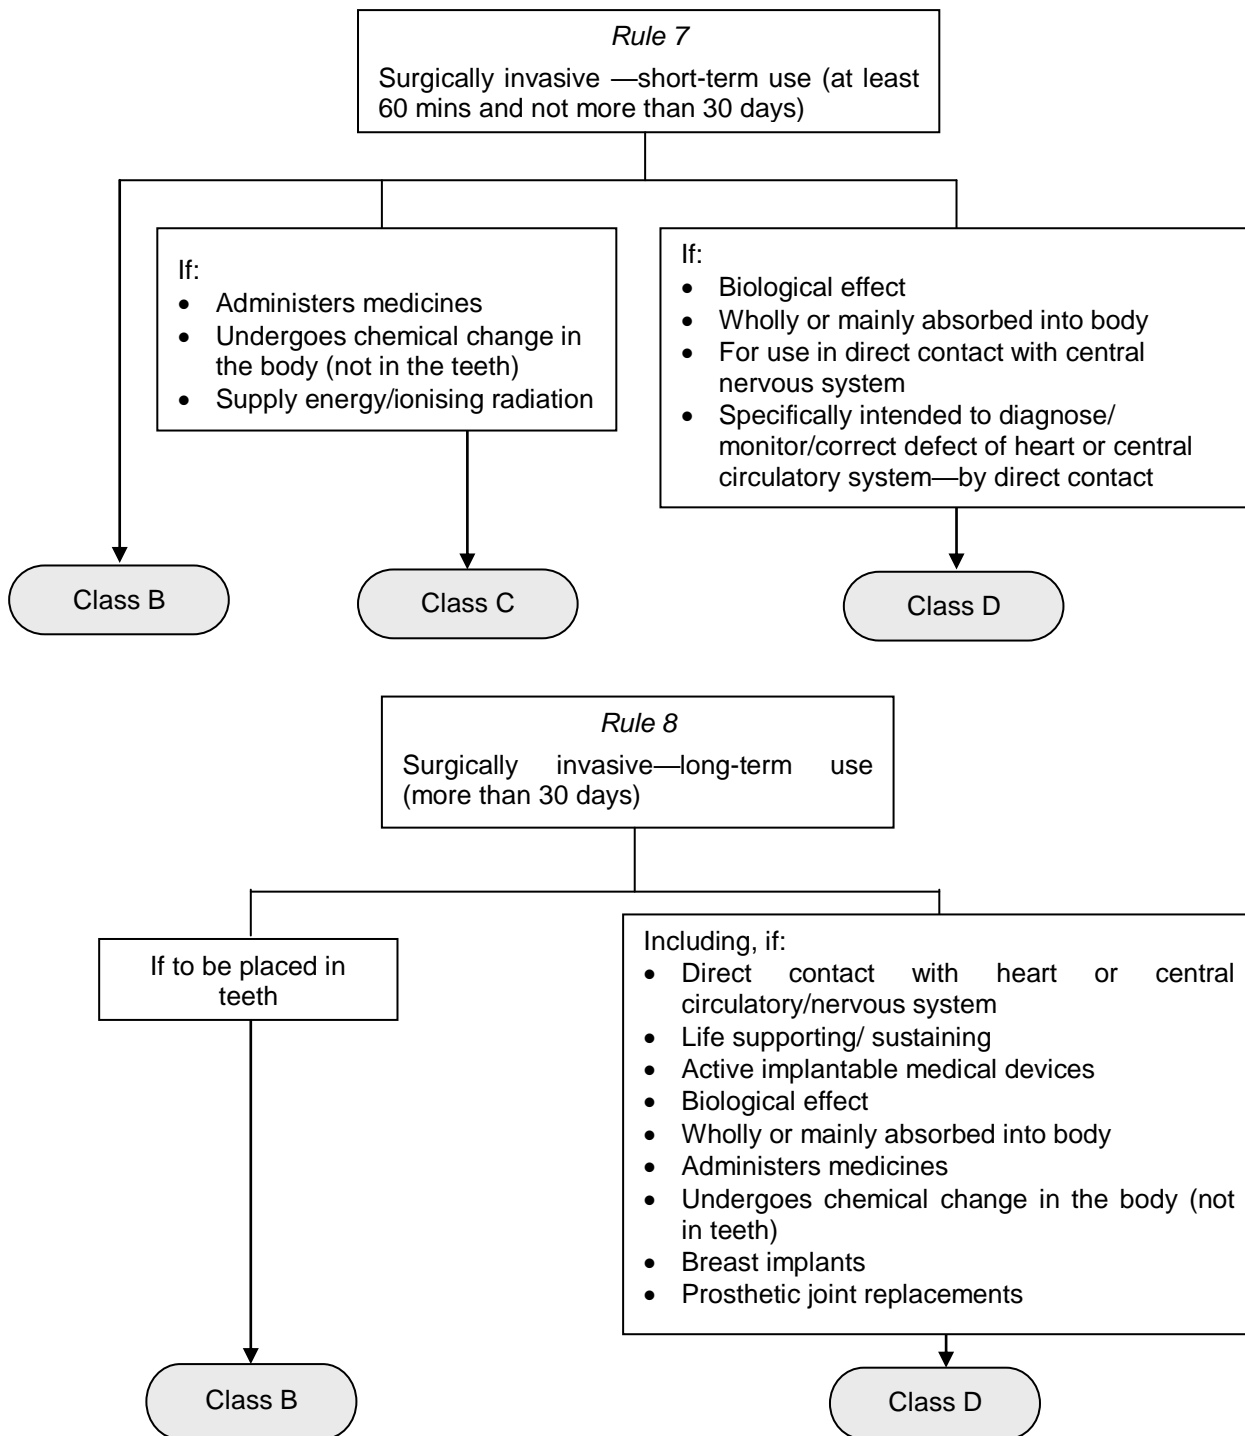 Rule 7
Surgically invasive —short-term use (at least
60 mins and not more than 30 days)
If:
• Administers medicines
• Undergoes chemical change in
the body (not in the teeth)
• Supply energy/ionising radiation
If:
• Biological effect
• Wholly or mainly absorbed into body
• For use in direct contact with central
nervous system
• Specifically intended to diagnose/
monitor/correct defect of heart or central
circulatory system—by direct contact
Class B
Class C
Class D
Rule 8
Surgically invasive—long-term use
(more than 30 days)
If to be placed in
teeth
Including, if:
• Direct contact with heart or central
circulatory/nervous system
• Life supporting/ sustaining
• Active implantable medical devices
• Biological effect
• Wholly or mainly absorbed into body
• Administers medicines
• Undergoes chemical change in the body (not
in teeth)
• Breast implants
• Prosthetic joint replacements
Class B
Class D